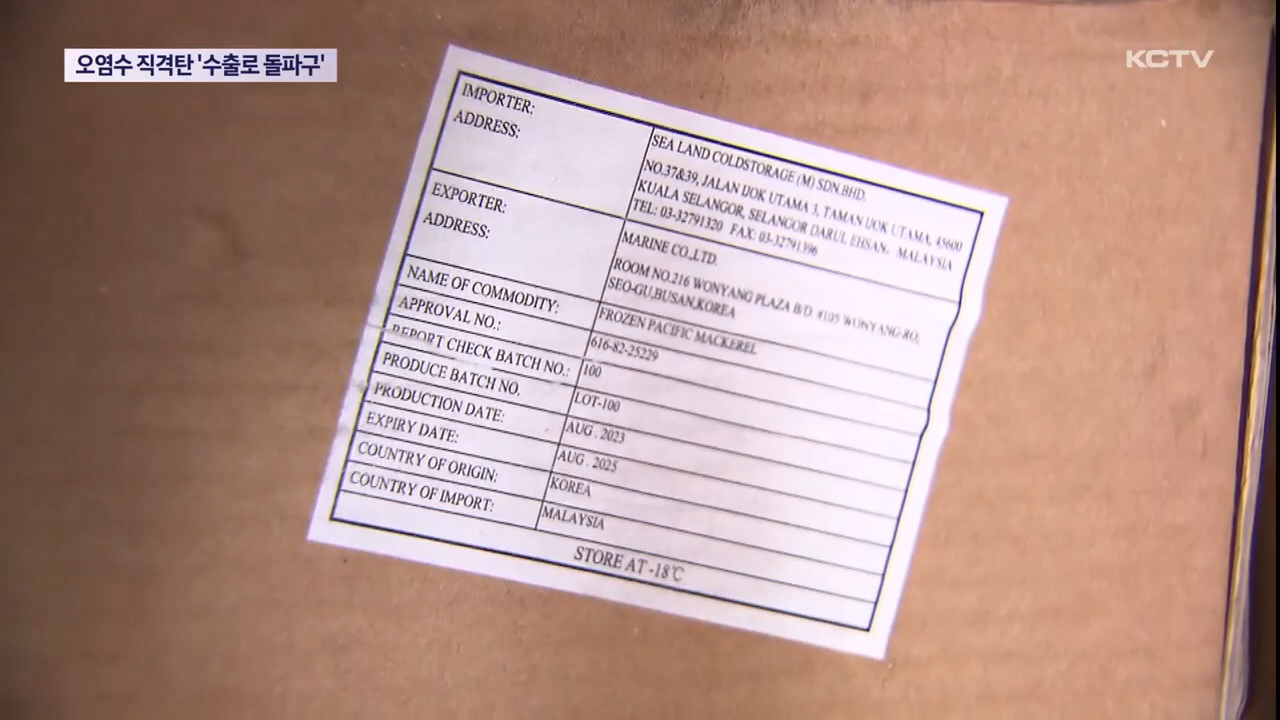 오염수 직격탄 '수출로 돌파구'
KCTV
IMPORTER:
ADDRESS:
SEA LAND COLDSTORAGE (M) SDN.BHD.
NO.37&39, JALAN IJOK UTAMA 3, TAMAN IJOK UTAMA, 45600
KUALA SELANGOR, SELANGOR DARUL EHSAN, MALAYSIA
TEL: 03-32791320 FAX: 03-32791396
EXPORTER:
ADDRESS:
MARINE CO.,LTD.
ROOM NO.216 WONYANG PLAZA B/D. #105 WONYANG-RO,
SEO-GU,BUSAN,KOREA
NAME OF COMMODITY: FROZEN PACIFIC MACKEREL
APPROVAL NO.: 616-82-25229
REPORT CHECK BATCH NO.: 100
PRODUCE BATCH NO. LOT-100
PRODUCTION DATE: AUG . 2023
EXPIRY DATE: AUG . 2025
COUNTRY OF ORIGIN: KOREA
COUNTRY OF IMPORT: MALAYSIA
STORE AT -18℃